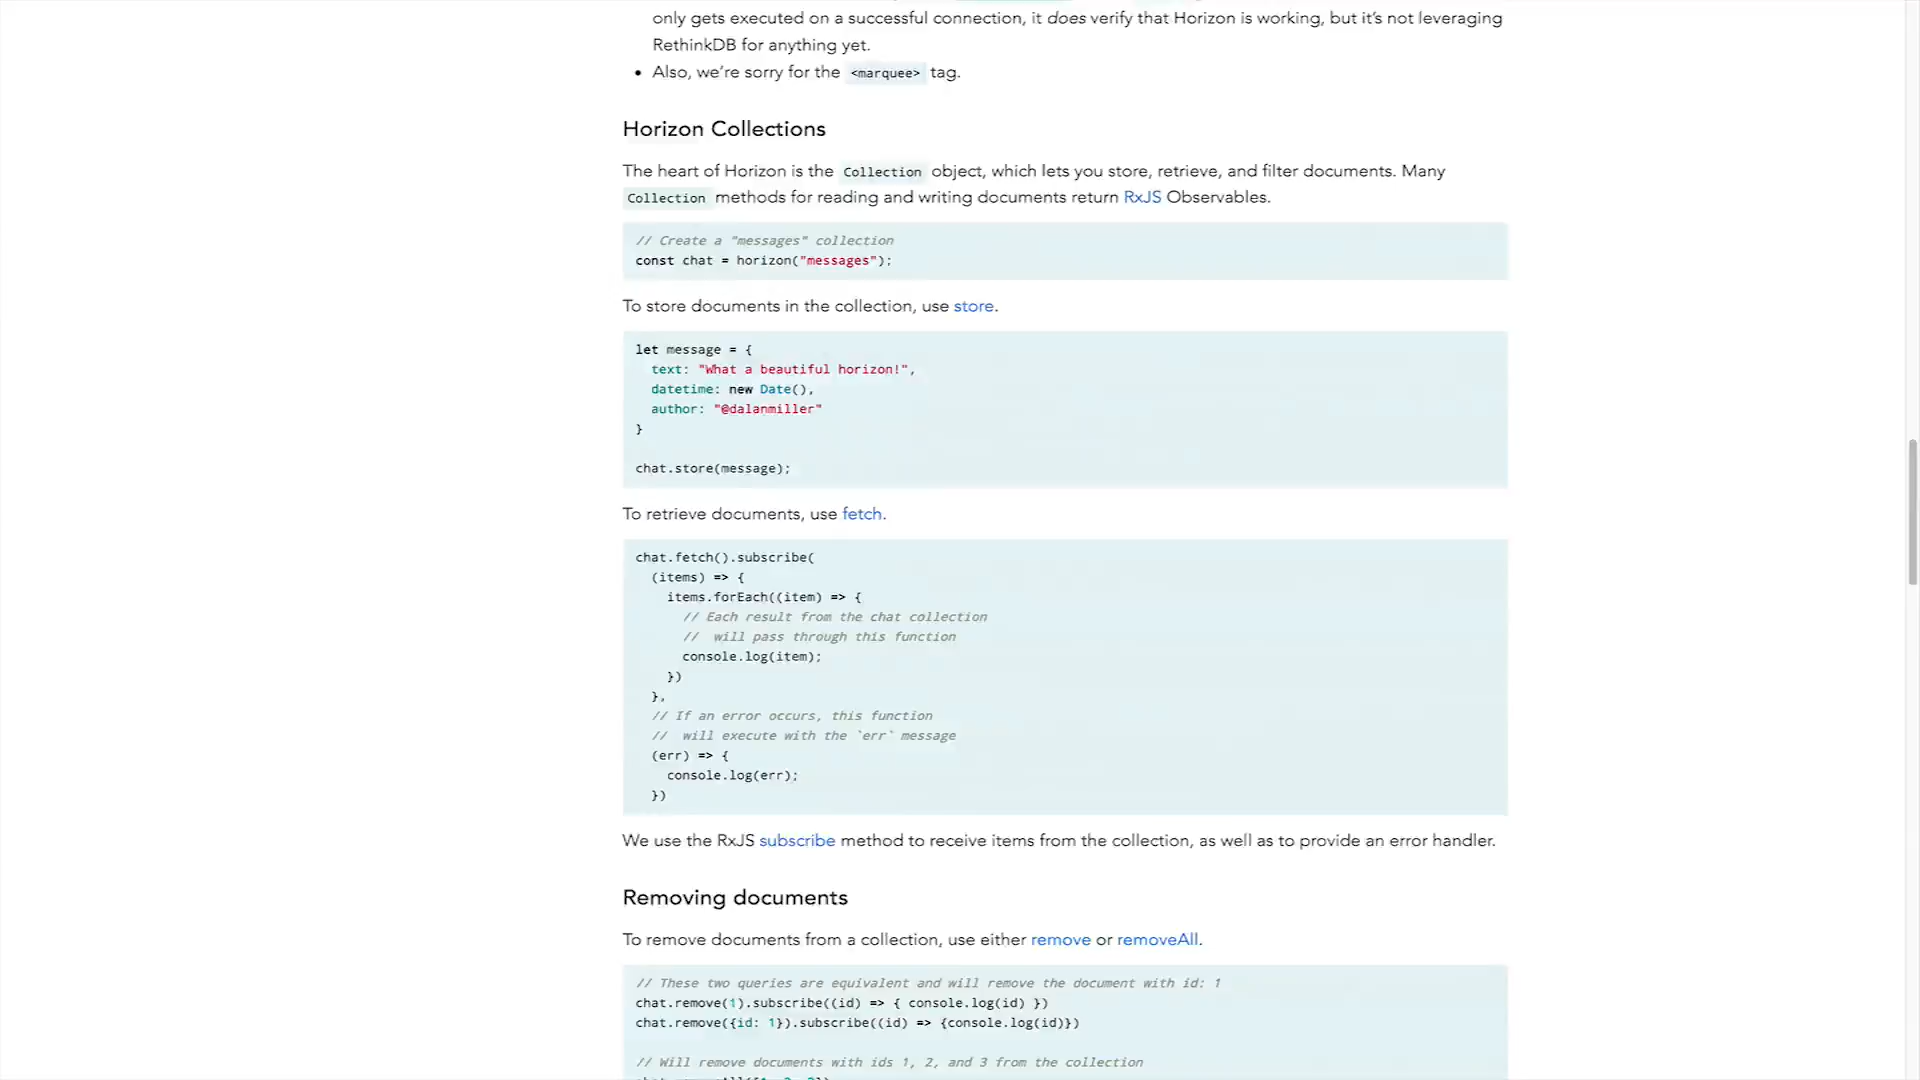 only gets executed on a successful connection, it does verify that Horizon is working, but it's not leveraging
RethinkDB for anything yet.
• Also, we're sorry for the <marquee> tag.
Horizon Collections
The heart of Horizon is the Collection object, which lets you store, retrieve, and filter documents. Many
Collection methods for reading and writing documents return RxJS Observables.
// Create a "messages" collection
const chat = horizon("messages");
To store documents in the collection, use store.
let message = {
  text: "What a beautiful horizon!",
  datetime: new Date(),
  author: "@dalanmiller"
}
chat.store(message);
To retrieve documents, use fetch.
chat.fetch().subscribe(
  (items) => {
    items.forEach((item) => {
      // Each result from the chat collection
      //  will pass through this function
      console.log(item);
    })
  },
  // If an error occurs, this function
  //  will execute with the `err` message
  (err) => {
    console.log(err);
  })
We use the RxJS subscribe method to receive items from the collection, as well as to provide an error handler.
Removing documents
To remove documents from a collection, use either remove or removeAll.
// These two queries are equivalent and will remove the document with id: 1
chat.remove(1).subscribe((id) => { console.log(id) })
chat.remove({id: 1}).subscribe((id) => {console.log(id)})
// Will remove documents with ids 1, 2, and 3 from the collection